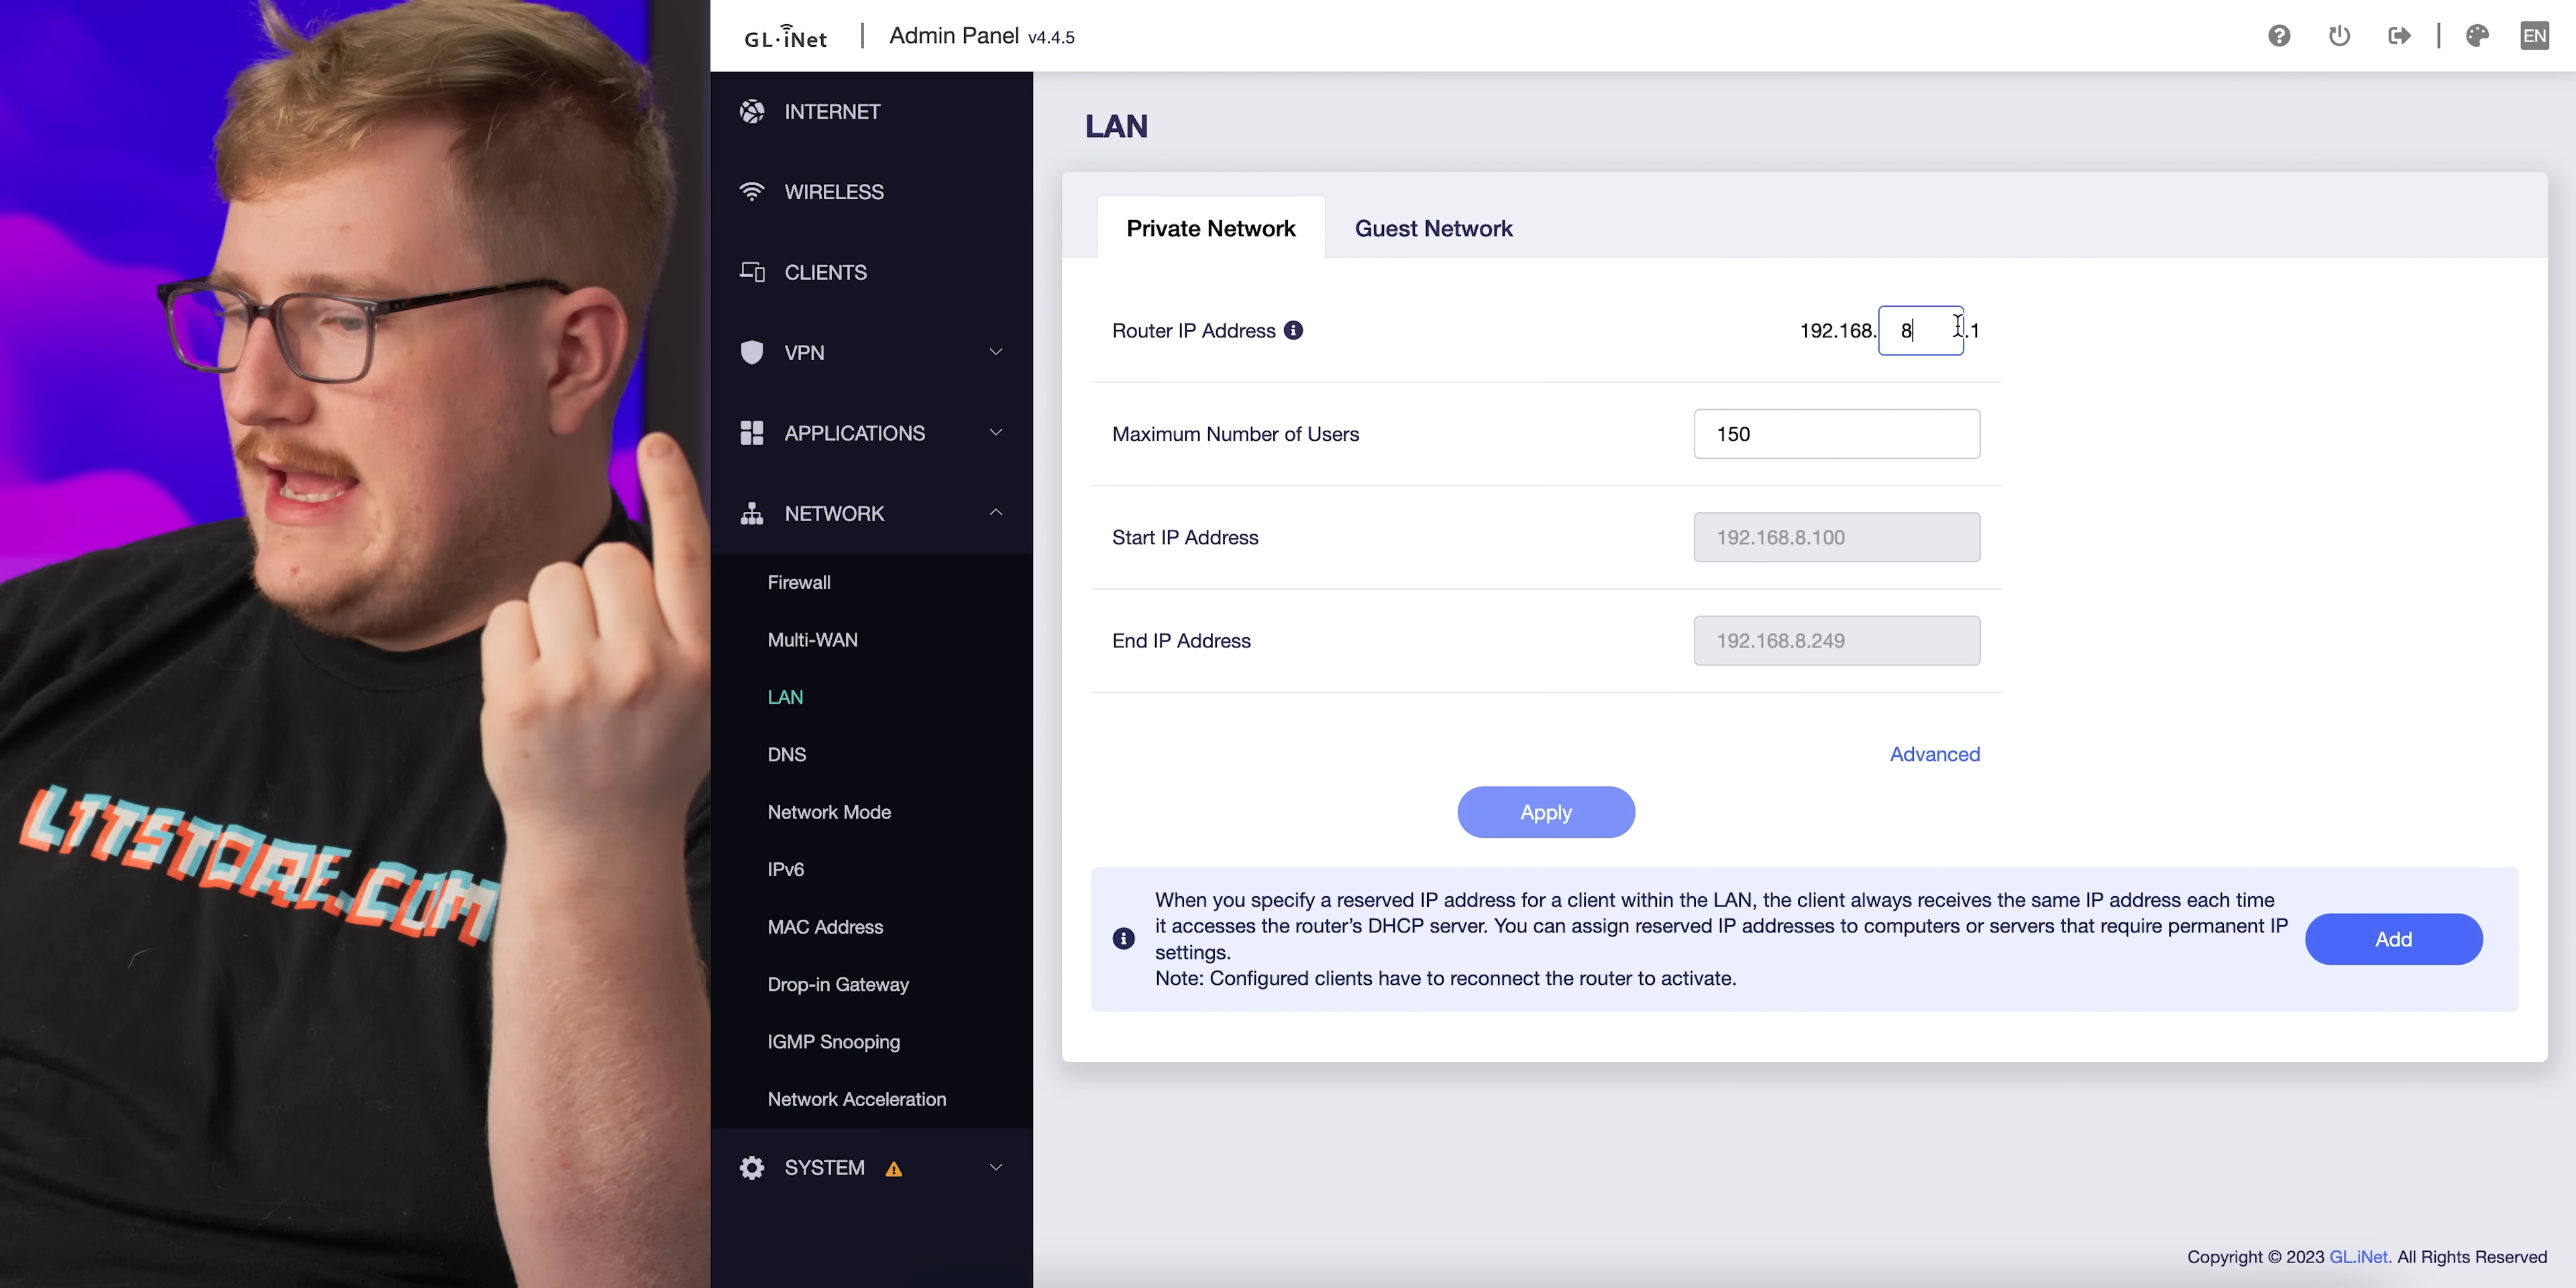 GL·iNet | Admin Panel v4.4.5
EN
INTERNET
WIRELESS
CLIENTS
VPN
APPLICATIONS
NETWORK
Firewall
Multi-WAN
LAN
DNS
Network Mode
IPv6
MAC Address
Drop-in Gateway
IGMP Snooping
Network Acceleration
SYSTEM
LAN
Private Network
Guest Network
Router IP Address
192.168. 8 .1
Maximum Number of Users
150
Start IP Address
192.168.8.100
End IP Address
192.168.8.249
Advanced
Apply
When you specify a reserved IP address for a client within the LAN, the client always receives the same IP address each time
it accesses the router’s DHCP server. You can assign reserved IP addresses to computers or servers that require permanent IP
settings.
Note: Configured clients have to reconnect the router to activate.
Add
Copyright © 2023 GL.iNet. All Rights Reserved
LTTSTORE.COM